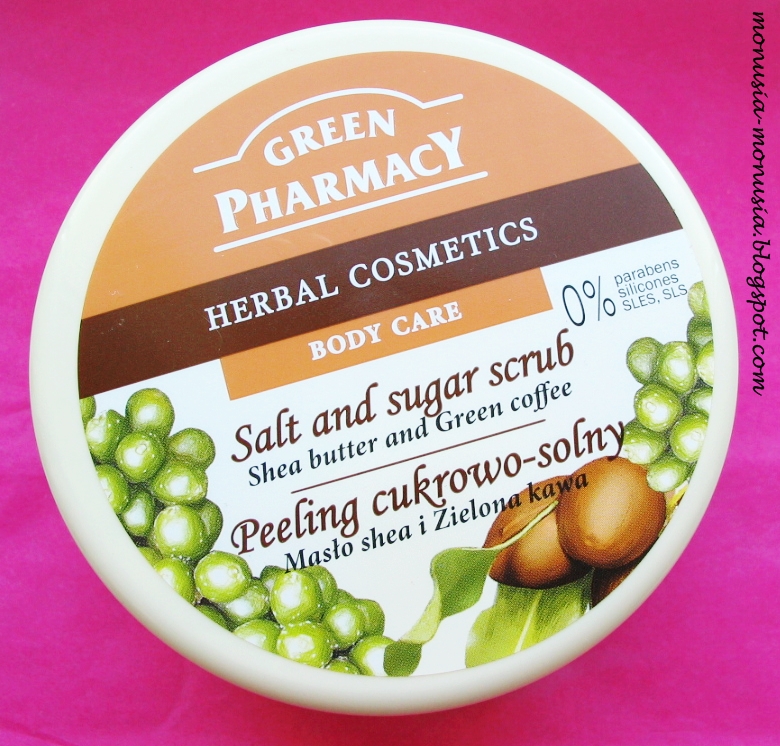 GREEN
PHARMACY
HERBAL COSMETICS
BODY CARE
0% parabens
silicones
SLES, SLS
Salt and sugar scrub
Shea butter and Green coffee
Peeling cukrowo-solny
Masło shea i Zielona kawa
monusia-monusia.blogspot.com